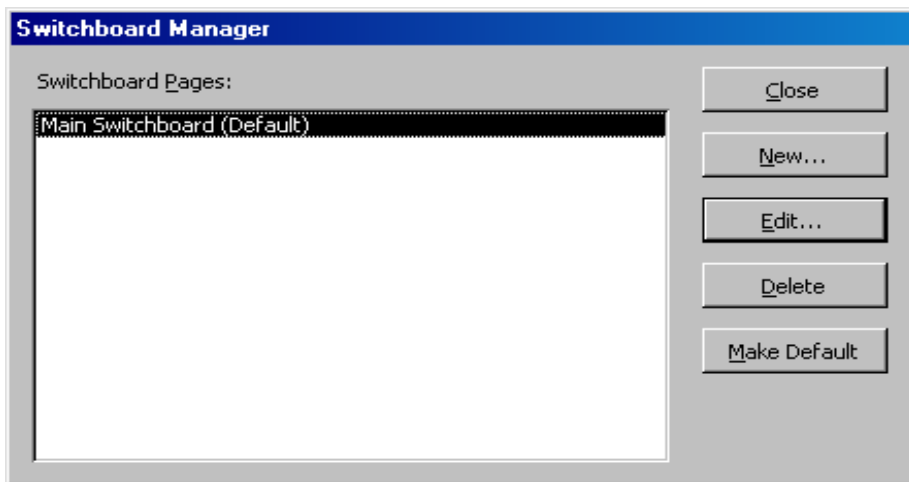 Switchboard Manager
Switchboard Pages:
Main Switchboard (Default)
Close
New...
Edit...
Delete
Make Default